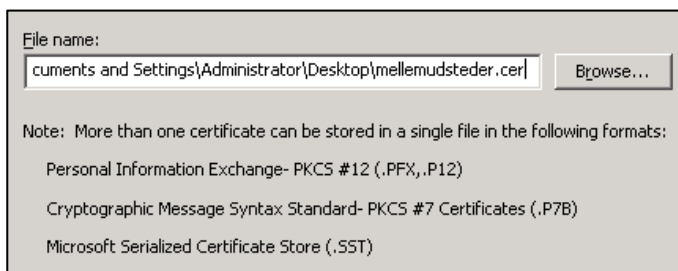 File name:
cuments and Settings\Administrator\Desktop\mellemudsteder.cer
Browse...
Note: More than one certificate can be stored in a single file in the following formats:
Personal Information Exchange- PKCS #12 (.PFX,.P12)
Cryptographic Message Syntax Standard- PKCS #7 Certificates (.P7B)
Microsoft Serialized Certificate Store (.SST)